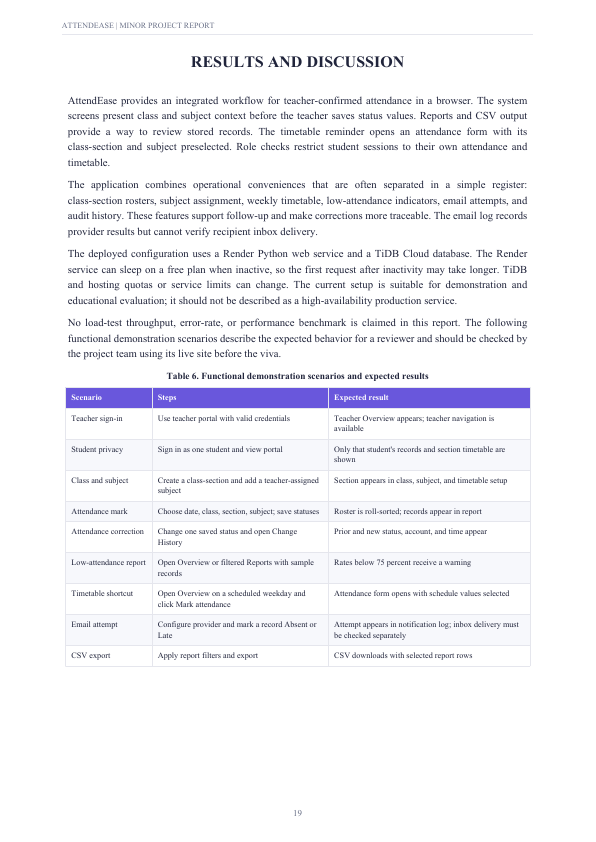 ATTENDEASE | MINOR PROJECT REPORT
RESULTS AND DISCUSSION
AttendEase provides an integrated workflow for teacher-confirmed attendance in a browser. The system
screens present class and subject context before the teacher saves status values. Reports and CSV output
provide a way to review stored records. The timetable reminder opens an attendance form with its
class-section and subject preselected. Role checks restrict student sessions to their own attendance and
timetable.
The application combines operational conveniences that are often separated in a simple register:
class-section rosters, subject assignment, weekly timetable, low-attendance indicators, email attempts, and
audit history. These features support follow-up and make corrections more traceable. The email log records
provider results but cannot verify recipient inbox delivery.
The deployed configuration uses a Render Python web service and a TiDB Cloud database. The Render
service can sleep on a free plan when inactive, so the first request after inactivity may take longer. TiDB
and hosting quotas or service limits can change. The current setup is suitable for demonstration and
educational evaluation; it should not be described as a high-availability production service.
No load-test throughput, error-rate, or performance benchmark is claimed in this report. The following
functional demonstration scenarios describe the expected behavior for a reviewer and should be checked by
the project team using its live site before the viva.
Table 6. Functional demonstration scenarios and expected results
Scenario Steps Expected result
Teacher sign-in Use teacher portal with valid credentials Teacher Overview appears; teacher navigation is
available
Student privacy Sign in as one student and view portal Only that student's records and section timetable are
shown
Class and subject Create a class-section and add a teacher-assigned Section appears in class, subject, and timetable setup
subject
Attendance mark Choose date, class, section, subject; save statuses Roster is roll-sorted; records appear in report
Attendance correction Change one saved status and open Change Prior and new status, account, and time appear
History
Low-attendance report Open Overview or filtered Reports with sample Rates below 75 percent receive a warning
records
Timetable shortcut Open Overview on a scheduled weekday and Attendance form opens with schedule values selected
click Mark attendance
Email attempt Configure provider and mark a record Absent or Attempt appears in notification log; inbox delivery must
Late be checked separately
CSV export Apply report filters and export CSV downloads with selected report rows
19